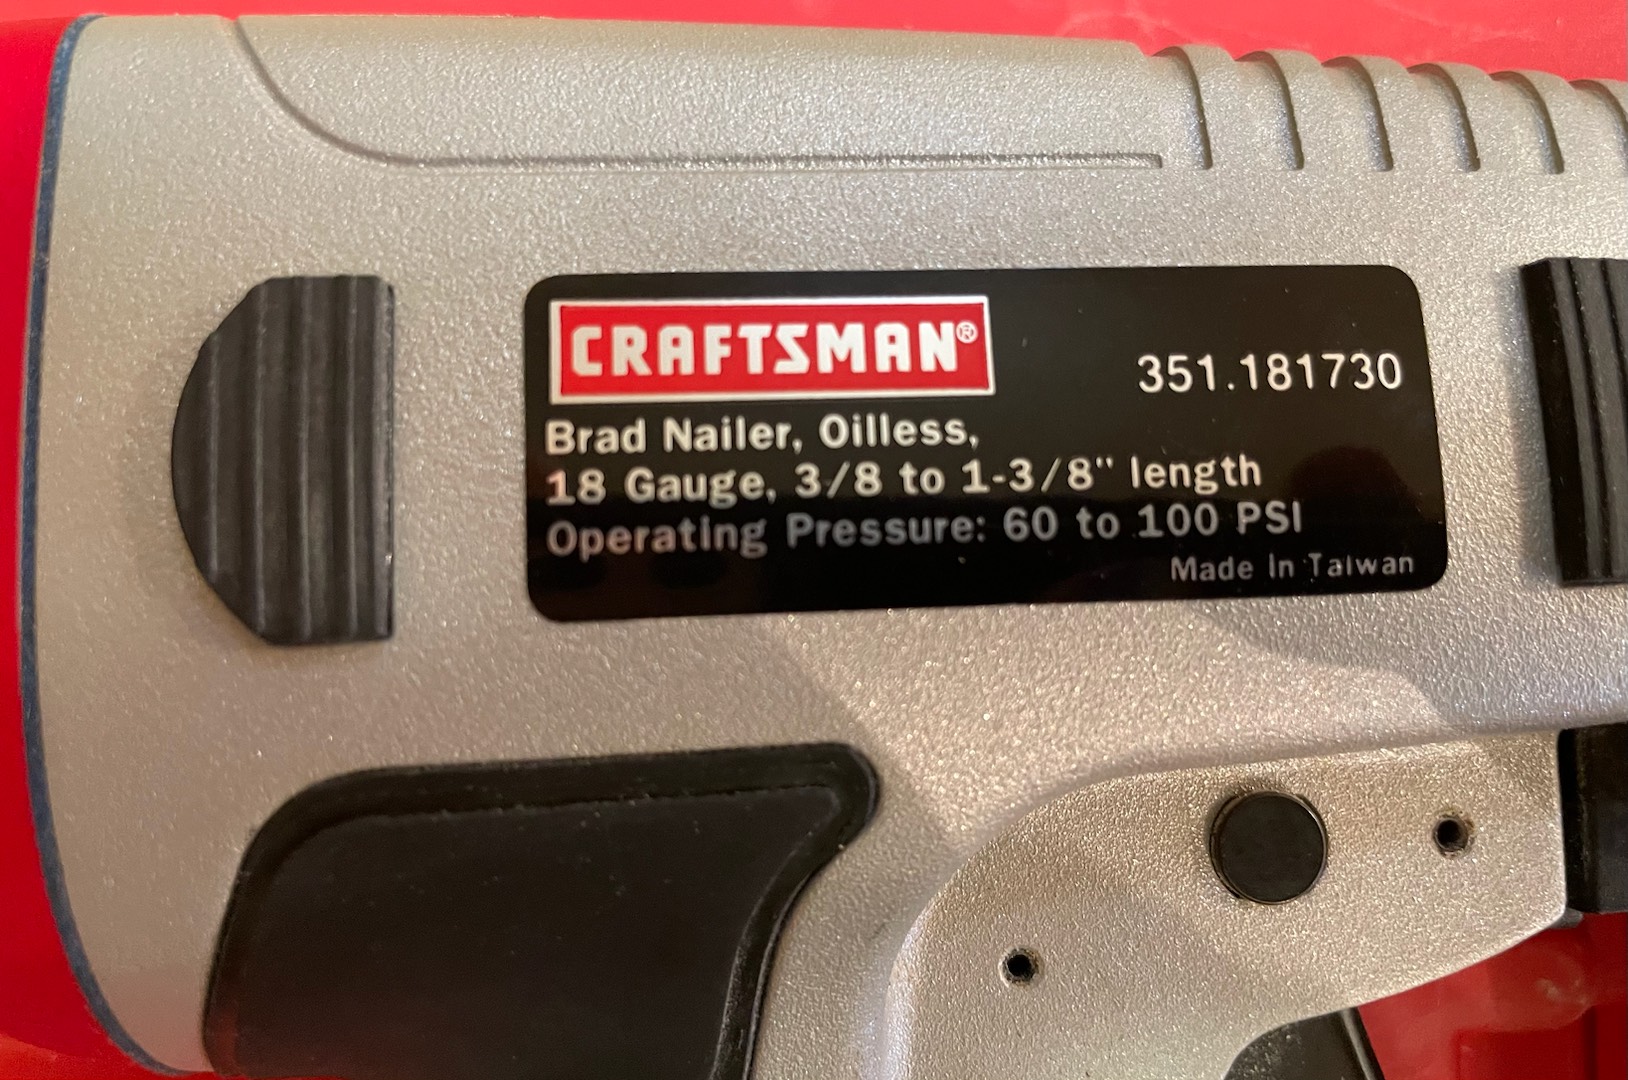 CRAFTSMAN®
351.181730
Brad Nailer, Oilless,
18 Gauge, 3/8 to 1-3/8" length
Operating Pressure: 60 to 100 PSI
Made In Taiwan